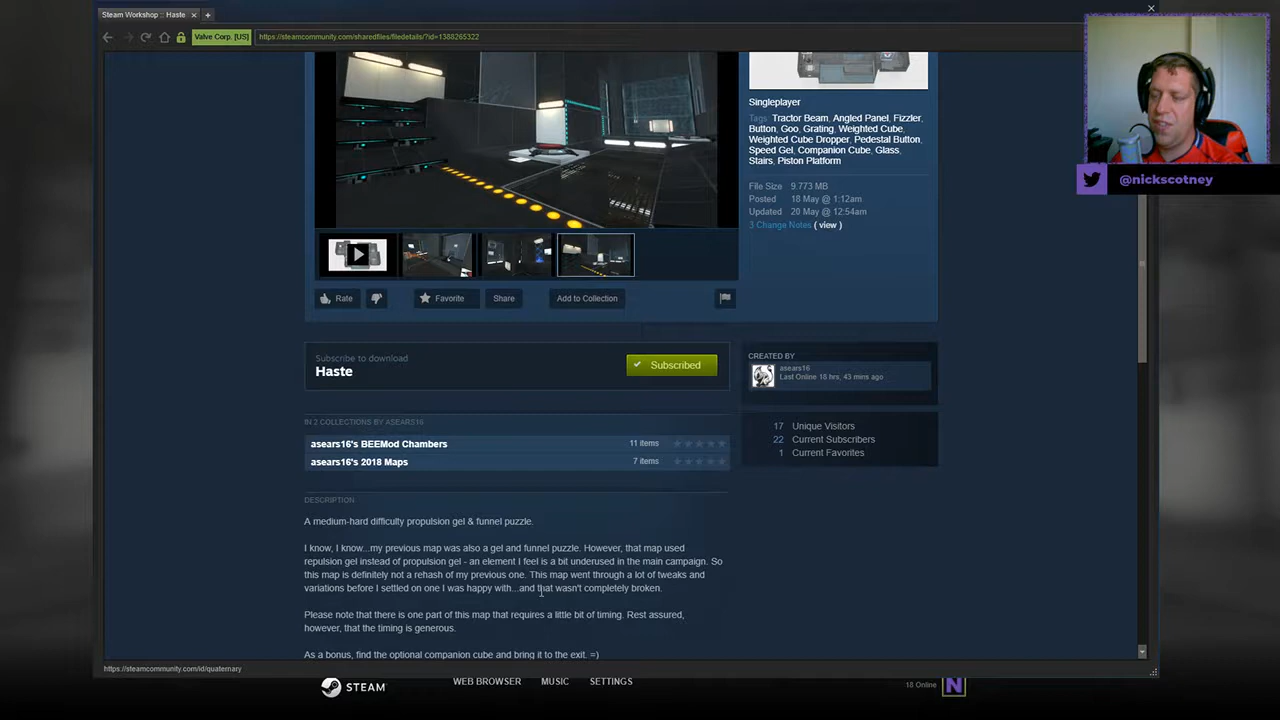 Steam Workshop :: Haste × +
Valve Corp. [US] https://steamcommunity.com/sharedfiles/filedetails/?id=1388265322
@nickscotney
Singleplayer
Tags: Tractor Beam, Angled Panel, Fizzler,
Button, Goo, Grating, Weighted Cube,
Weighted Cube Dropper, Pedestal Button,
Speed Gel, Companion Cube, Glass,
Stairs, Piston Platform
File Size 9.773 MB
Posted 18 May @ 1:12am
Updated 20 May @ 12:54am
3 Change Notes ( view )
Rate Favorite Share Add to Collection
Subscribe to download
Haste
Subscribed
CREATED BY
asears16
Last Online 18 hrs, 43 mins ago
IN 2 COLLECTIONS BY ASEARS16
asears16's BEEMod Chambers 11 items
asears16's 2018 Maps 7 items
17 Unique Visitors
22 Current Subscribers
1 Current Favorites
DESCRIPTION
A medium-hard difficulty propulsion gel & funnel puzzle.
I know, I know...my previous map was also a gel and funnel puzzle. However, that map used
repulsion gel instead of propulsion gel - an element I feel is a bit underused in the main campaign. So
this map is definitely not a rehash of my previous one. This map went through a lot of tweaks and
variations before I settled on one I was happy with...and that wasn't completely broken.
Please note that there is one part of this map that requires a little bit of timing. Rest assured,
however, that the timing is generous.
As a bonus, find the optional companion cube and bring it to the exit. =)
https://steamcommunity.com/id/quaternary
STEAM WEB BROWSER MUSIC SETTINGS 18 Online N